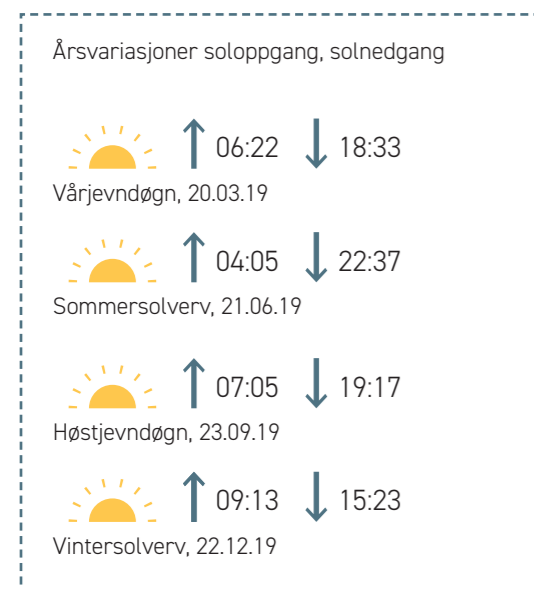 Årsvariasjoner soloppgang, solnedgang
06:22 18:33
Vårjevndøgn, 20.03.19
04:05 22:37
Sommersolverv, 21.06.19
07:05 19:17
Høstjevndøgn, 23.09.19
09:13 15:23
Vintersolverv, 22.12.19